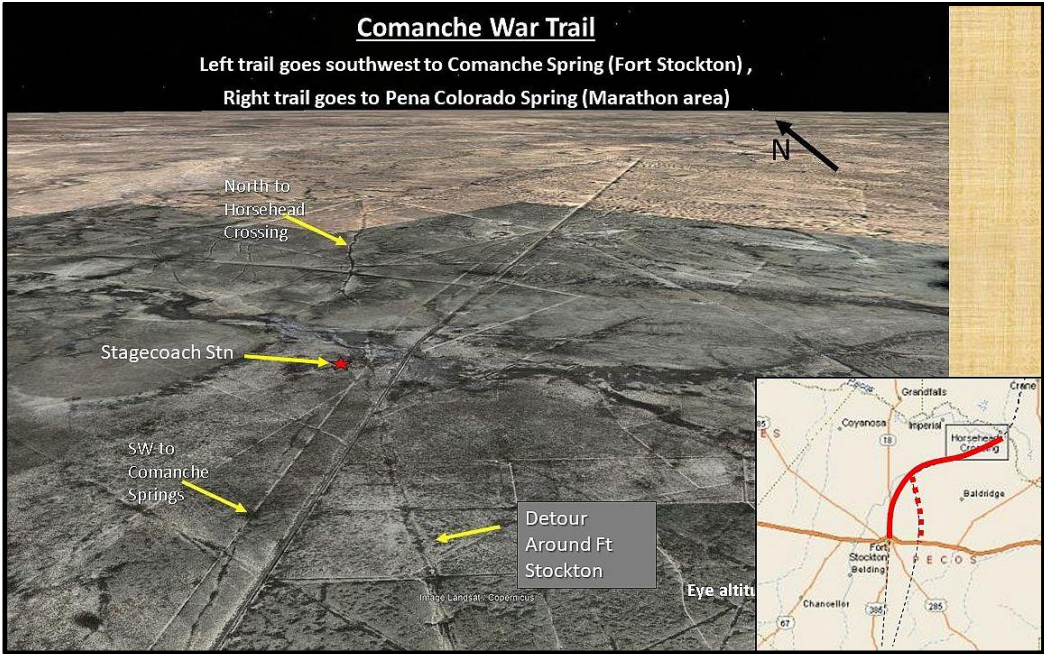 Comanche War Trail
Left trail goes southwest to Comanche Spring (Fort Stockton) ,
Right trail goes to Pena Colorado Spring (Marathon area)
N
North to
Horsehead
Crossing
Stagecoach Stn
SW to
Comanche
Springs
Detour
Around Ft
Stockton
Image Landsat / Copernicus
Eye altitu
Pecos
Grandfalls
Crane
85
Coyanosa
Imperial
18
E S
Horsehead
Crossing
Baldridge
Fort
Stockton
P E C O S
Belding
Chancellor
385
285
67